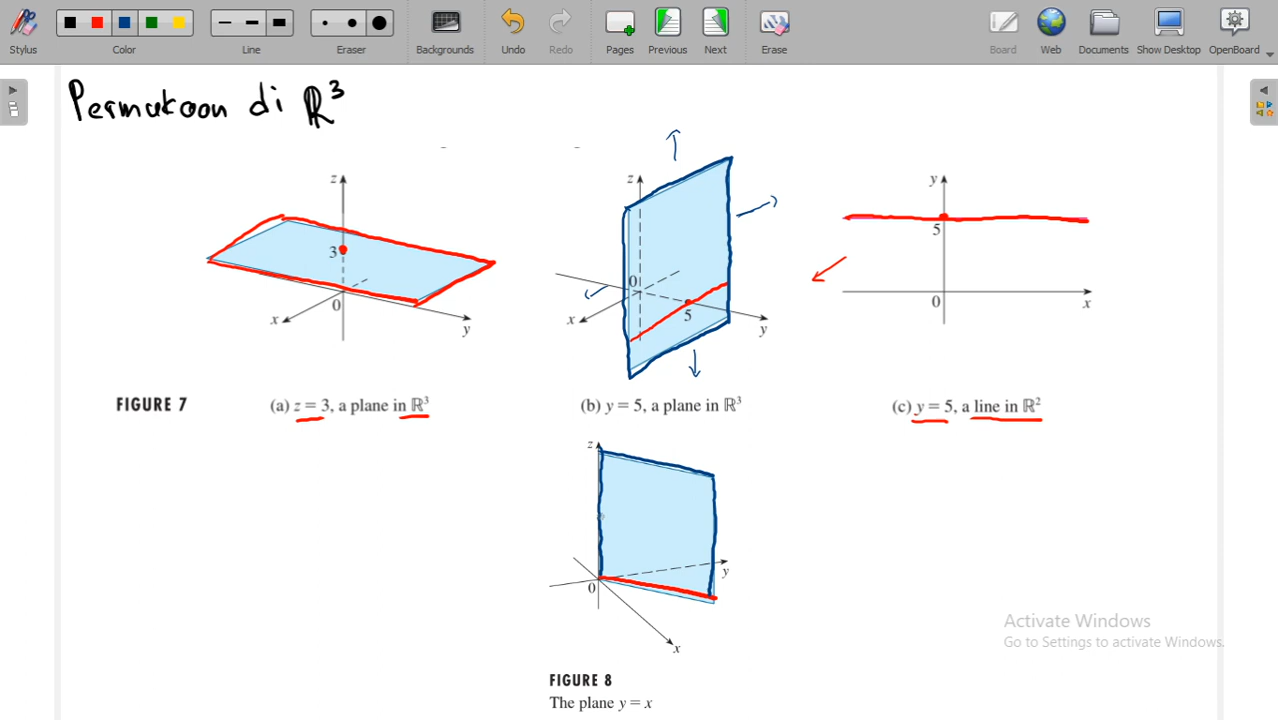 Stylus Color Line Eraser Backgrounds Undo Redo Pages Previous Next Erase Board Web Documents Show Desktop OpenBoard
Permukaan di ℝ³
z
3
0
x
y
z
0
5
x
y
y
5
0
x
FIGURE 7
(a) z = 3, a plane in ℝ³
(b) y = 5, a plane in ℝ³
(c) y = 5, a line in ℝ²
z
y
0
x
Activate Windows
Go to Settings to activate Windows.
FIGURE 8
The plane y = x